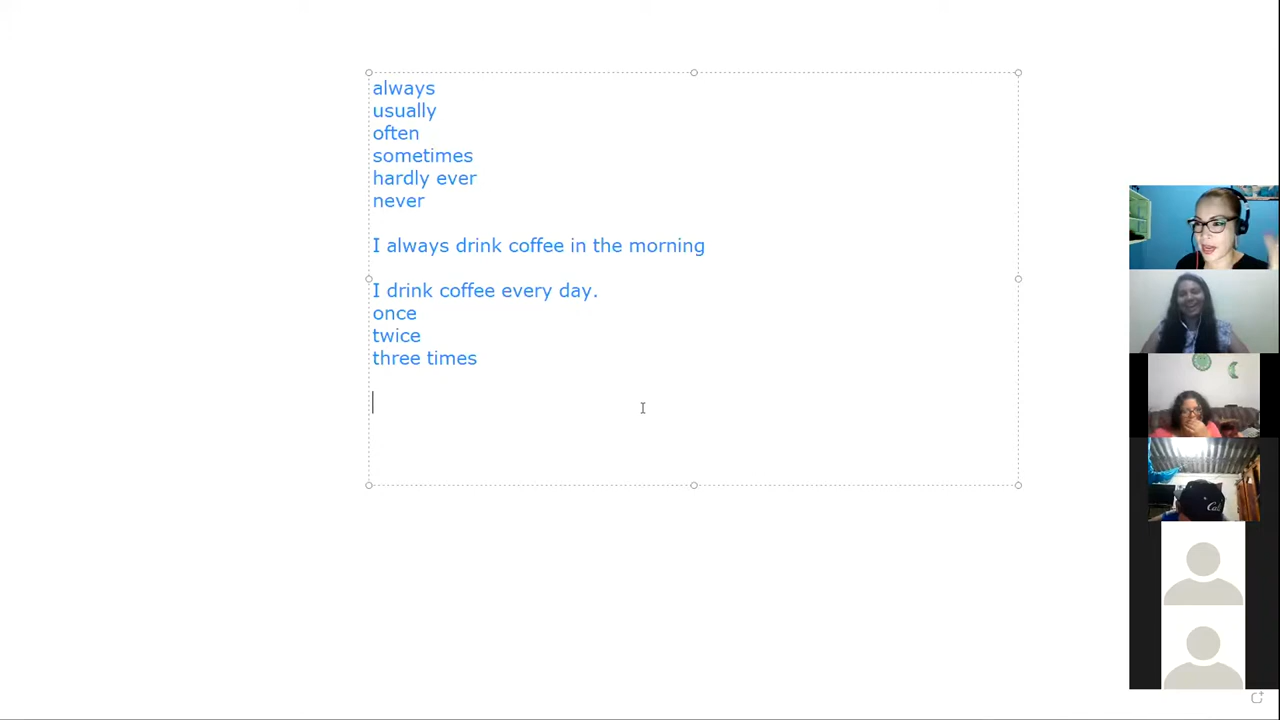 always
usually
often
sometimes
hardly ever
never
I always drink coffee in the morning
I drink coffee every day.
once
twice
three times